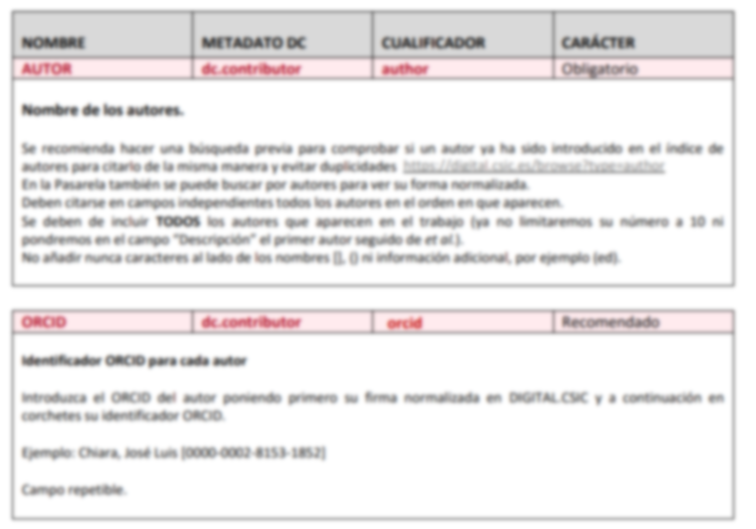 NOMBRE METADATO DC CUALIFICADOR CARÁCTER
AUTOR dc.contributor author Obligatorio
Nombre de los autores.
Se recomienda hacer una búsqueda previa para comprobar si un autor ya ha sido introducido en el índice de
autores para citarlo de la misma manera y evitar duplicidades https://digital.csic.es/browse?type=author
En la Pasarela también se puede buscar por autores para ver su forma normalizada.
Deben citarse en campos independientes todos los autores en el orden en que aparecen.
Se deben de incluir TODOS los autores que aparecen en el trabajo (ya no limitaremos su número a 10 ni
pondremos en el campo “Descripción” el primer autor seguido de et al.).
No añadir nunca caracteres al lado de los nombres [], () ni información adicional, por ejemplo (ed).
ORCID dc.contributor orcid Recomendado
Identificador ORCID para cada autor
Introduzca el ORCID del autor poniendo primero su firma normalizada en DIGITAL.CSIC y a continuación en
corchetes su identificador ORCID.
Ejemplo: Chiara, José Luis [0000-0002-8153-1852]
Campo repetible.